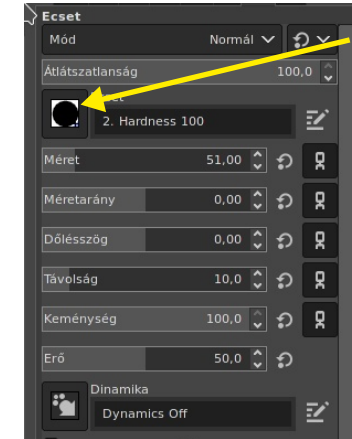 Ecset
Mód Normál
Átlátszatlanság 100,0
2. Hardness 100
Méret 51,00
Méretarány 0,00
Dőlésszög 0,00
Távolság 10,0
Keménység 100,0
Erő 50,0
Dinamika
Dynamics Off